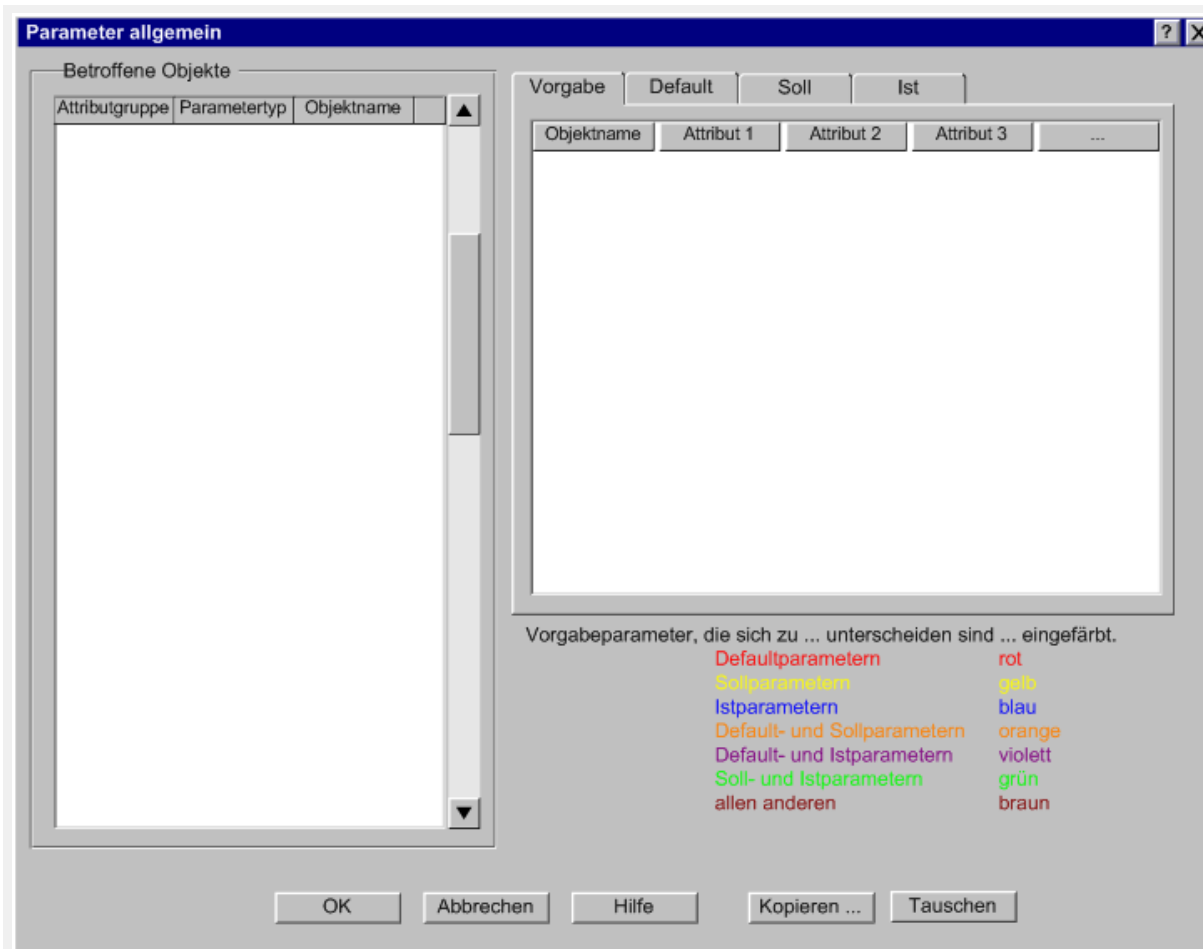 Parameter allgemein
Betroffene Objekte
Attributgruppe Parametertyp Objektname
Vorgabe Default Soll Ist
Objektname Attribut 1 Attribut 2 Attribut 3 ...
Vorgabeparameter, die sich zu ... unterscheiden sind ... eingefärbt.
Defaultparametern rot
Sollparametern gelb
Istparametern blau
Default- und Sollparametern orange
Default- und Istparametern violett
Soll- und Istparametern grün
allen anderen braun
OK Abbrechen Hilfe Kopieren ... Tauschen